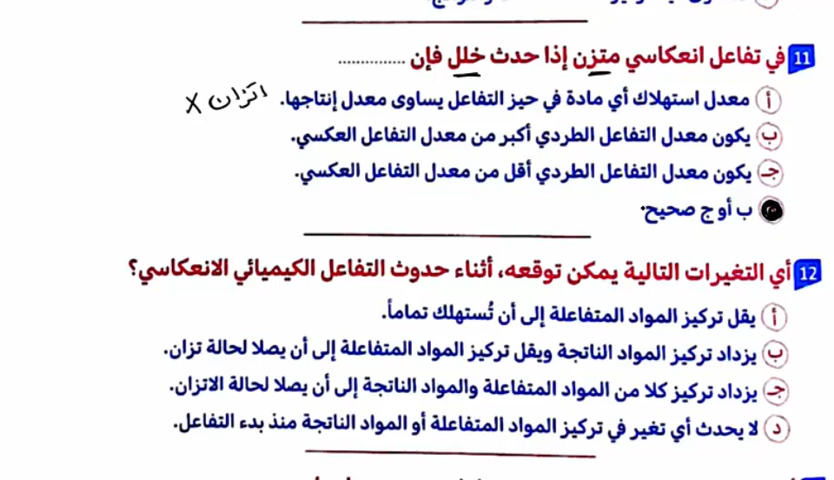 11 في تفاعل انعكاسي متزن إذا حدث خلل فإن ...............
أ معدل استهلاك أي مادة في حيز التفاعل يساوى معدل إنتاجها. اتزان X
ب يكون معدل التفاعل الطردي أكبر من معدل التفاعل العكسي.
جـ يكون معدل التفاعل الطردي أقل من معدل التفاعل العكسي.
ب أو ج صحيح.
12 أي التغيرات التالية يمكن توقعه، أثناء حدوث التفاعل الكيميائي الانعكاسي؟
أ يقل تركيز المواد المتفاعلة إلى أن تُستهلك تماماً.
ب يزداد تركيز المواد الناتجة ويقل تركيز المواد المتفاعلة إلى أن يصلا لحالة تزان.
جـ يزداد تركيز كلا من المواد المتفاعلة والمواد الناتجة إلى أن يصلا لحالة الاتزان.
د لا يحدث أي تغير في تركيز المواد المتفاعلة أو المواد الناتجة منذ بدء التفاعل.